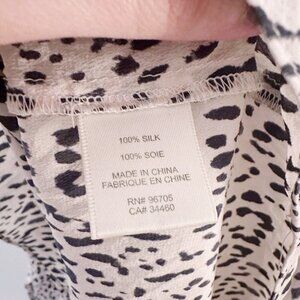 100% SILK
100% SOIE
MADE IN CHINA
FABRIQUE EN CHINE
RN# 96705
CA# 34460